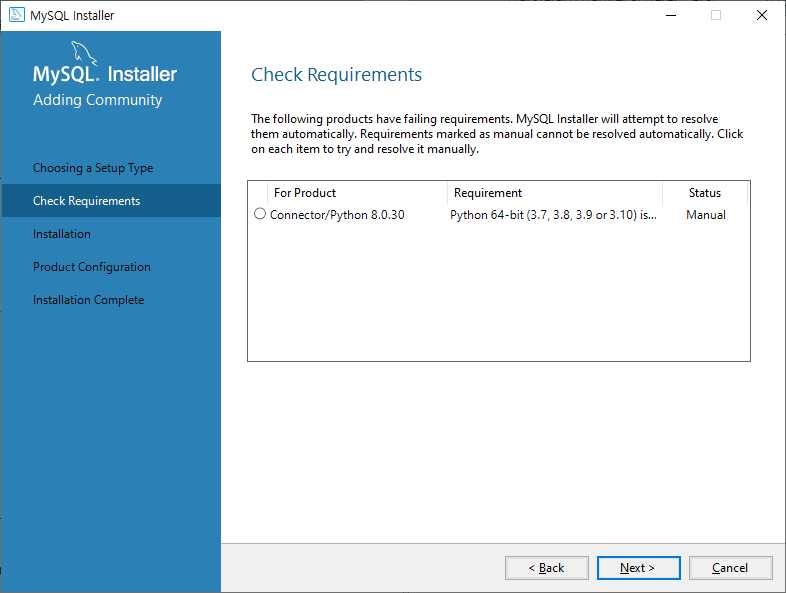 MySQL Installer
MySQL. Installer
Adding Community
Choosing a Setup Type
Check Requirements
Installation
Product Configuration
Installation Complete
Check Requirements
The following products have failing requirements. MySQL Installer will attempt to resolve
them automatically. Requirements marked as manual cannot be resolved automatically. Click
on each item to try and resolve it manually.
For Product Requirement Status
Connector/Python 8.0.30 Python 64-bit (3.7, 3.8, 3.9 or 3.10) is... Manual
< Back Next > Cancel